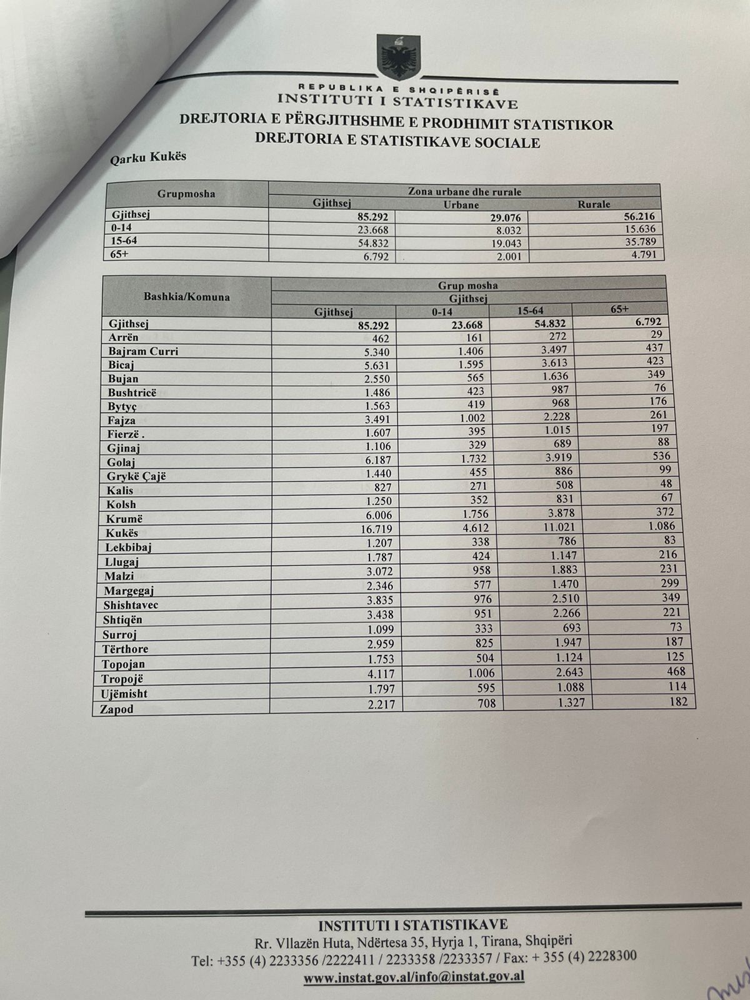 REPUBLIKA E SHQIPËRISË
INSTITUTI I STATISTIKAVE
DREJTORIA E PËRGJITHSHME E PRODHIMIT STATISTIKOR
DREJTORIA E STATISTIKAVE SOCIALE
Qarku Kukës
Grupmosha Zona urbane dhe rurale
Gjithsej Urbane Rurale
Gjithsej 85.292 29.076 56.216
0-14 23.668 8.032 15.636
15-64 54.832 19.043 35.789
65+ 6.792 2.001 4.791
Bashkia/Komuna Grup mosha
Gjithsej
Gjithsej 0-14 15-64 65+
Gjithsej 85.292 23.668 54.832 6.792
Arrën 462 161 272 29
Bajram Curri 5.340 1.406 3.497 437
Bicaj 5.631 1.595 3.613 423
Bujan 2.550 565 1.636 349
Bushtricë 1.486 423 987 76
Bytyç 1.563 419 968 176
Fajza 3.491 1.002 2.228 261
Fierzë . 1.607 395 1.015 197
Gjinaj 1.106 329 689 88
Golaj 6.187 1.732 3.919 536
Grykë Çajë 1.440 455 886 99
Kalis 827 271 508 48
Kolsh 1.250 352 831 67
Krumë 6.006 1.756 3.878 372
Kukës 16.719 4.612 11.021 1.086
Lekbibaj 1.207 338 786 83
Llugaj 1.787 424 1.147 216
Malzi 3.072 958 1.883 231
Margegaj 2.346 577 1.470 299
Shishtavec 3.835 976 2.510 349
Shtiqën 3.438 951 2.266 221
Surroj 1.099 333 693 73
Tërthore 2.959 825 1.947 187
Topojan 1.753 504 1.124 125
Tropojë 4.117 1.006 2.643 468
Ujëmisht 1.797 595 1.088 114
Zapod 2.217 708 1.327 182
INSTITUTI I STATISTIKAVE
Rr. Vllazën Huta, Ndërtesa 35, Hyrja 1, Tirana, Shqipëri
Tel: +355 (4) 2233356 /2222411 / 2233358 /2233357 / Fax: + 355 (4) 2228300
www.instat.gov.al/info@instat.gov.al